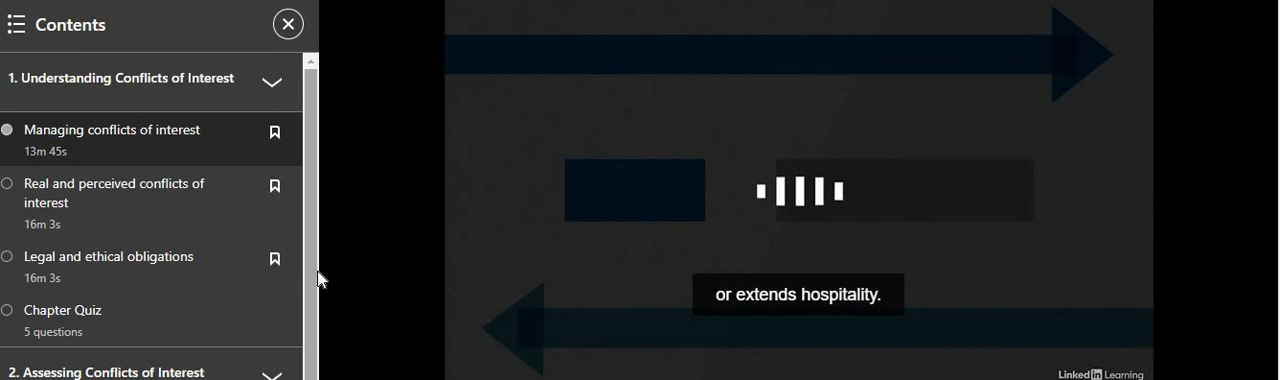 Contents
1. Understanding Conflicts of Interest
Managing conflicts of interest
13m 45s
Real and perceived conflicts of
interest
16m 3s
Legal and ethical obligations
16m 3s
Chapter Quiz
5 questions
2. Assessing Conflicts of Interest
or extends hospitality.
Linked in Learning